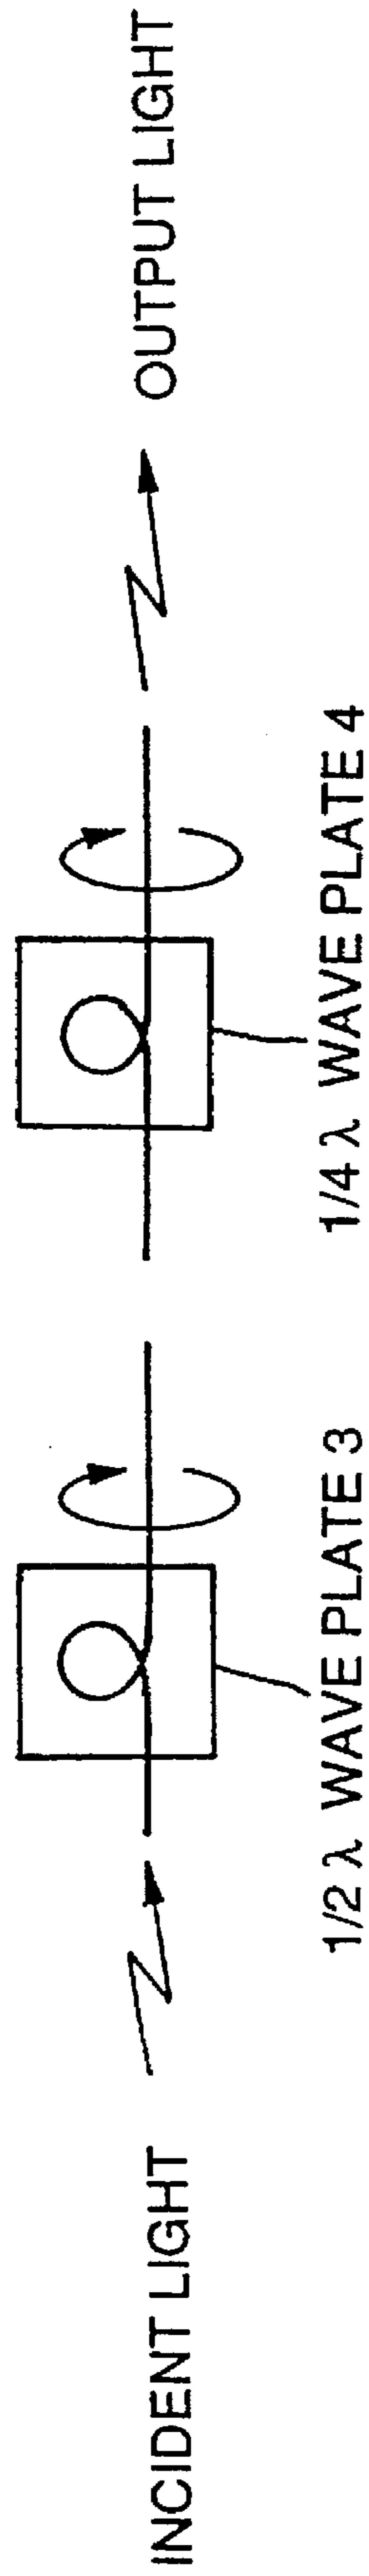 INCIDENT LIGHT
1/2 λ WAVE PLATE 3
1/4 λ WAVE PLATE 4
OUTPUT LIGHT